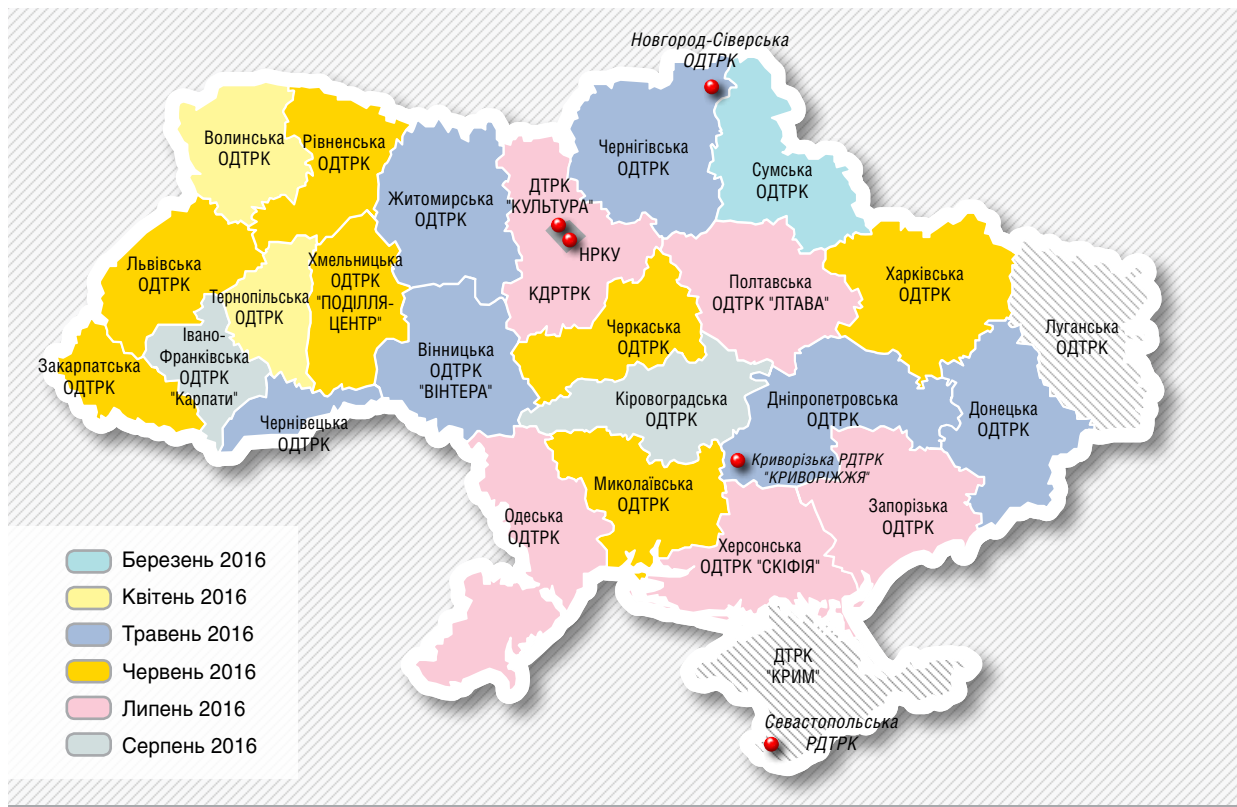 Новгород-Сіверська
ОДТРК
Волинська
ОДТРК
Рівненська
ОДТРК
Житомирська
ОДТРК
Чернігівська
ОДТРК
Сумська
ОДТРК
ДТРК
"КУЛЬТУРА"
НРКУ
КДРТРК
Львівська
ОДТРК
Тернопільська
ОДТРК
Хмельницька
ОДТРК
"ПОДІЛЛЯ-
ЦЕНТР"
Полтавська
ОДТРК "ЛТАВА"
Харківська
ОДТРК
Луганська
ОДТРК
Закарпатська
ОДТРК
Івано-
Франківська
ОДТРК
"Карпати"
Чернівецька
ОДТРК
Вінницька
ОДТРК
"ВІНТЕРА"
Черкаська
ОДТРК
Кіровоградська
ОДТРК
Дніпропетровська
ОДТРК
Донецька
ОДТРК
Криворізька РДТРК
"КРИВОРІЖЖЯ"
Миколаївська
ОДТРК
Одеська
ОДТРК
Запорізька
ОДТРК
Херсонська
ОДТРК "СКІФІЯ"
ДТРК
"КРИМ"
Севастопольська
РДТРК
Березень 2016
Квітень 2016
Травень 2016
Червень 2016
Липень 2016
Серпень 2016